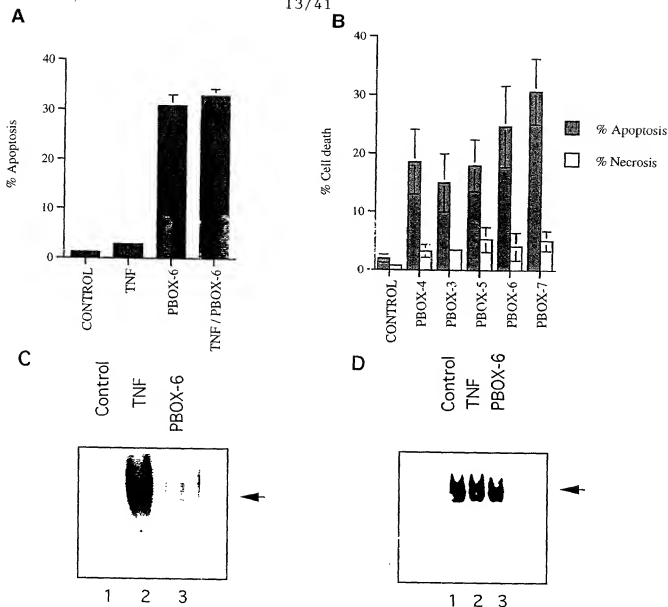 13/41
A
40
30
20
10
0
% Apoptosis
CONTROL
TNF
PBOX-6
TNF / PBOX-6
B
40
30
20
10
0
% Cell death
% Apoptosis
% Necrosis
CONTROL
PBOX-4
PBOX-3
PBOX-5
PBOX-6
PBOX-7
C
Control
TNF
PBOX-6
1 2 3
D
Control
TNF
PBOX-6
1 2 3